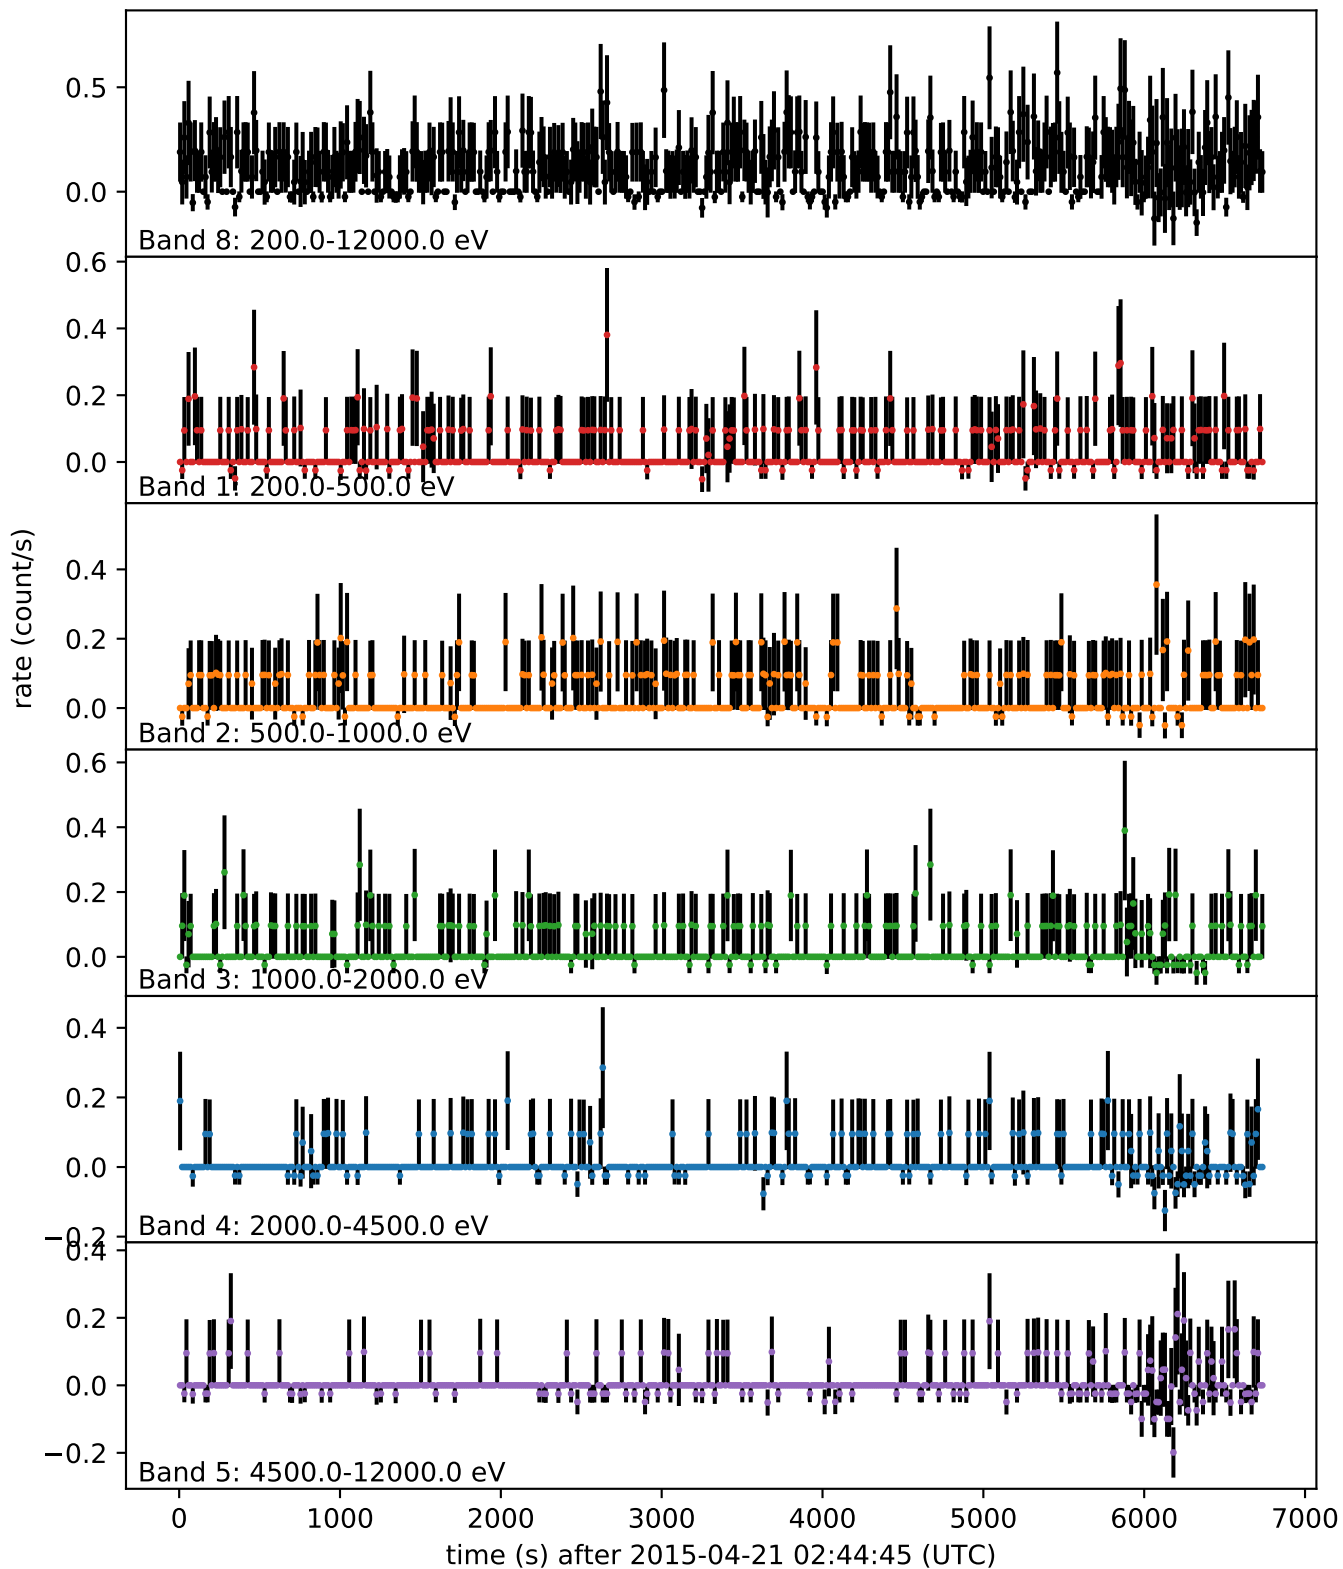 0.5
0.0
Band 8: 200.0-12000.0 eV
0.6
0.4
0.2
0.0
Band 1: 200.0-500.0 eV
rate (count/s)
0.4
0.2
0.0
Band 2: 500.0-1000.0 eV
0.6
0.4
0.2
0.0
Band 3: 1000.0-2000.0 eV
0.4
0.2
0.0
−0.2
Band 4: 2000.0-4500.0 eV
0.4
0.2
0.0
−0.2
Band 5: 4500.0-12000.0 eV
0 1000 2000 3000 4000 5000 6000 7000
time (s) after 2015-04-21 02:44:45 (UTC)